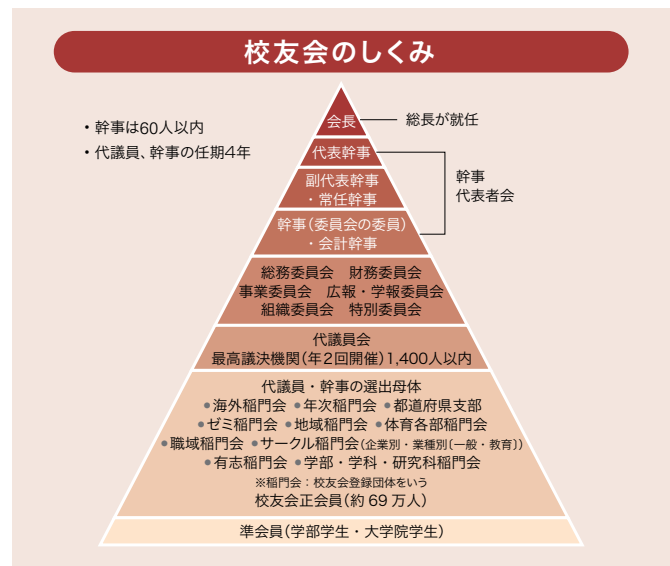 校友会のしくみ
・幹事は60人以内
・代議員、幹事の任期4年
会長
総長が就任
代表幹事
副代表幹事
・常任幹事
幹事(委員会の委員)
・会計幹事
幹事
代表者会
総務委員会 財務委員会
事業委員会 広報・学報委員会
組織委員会 特別委員会
代議員会
最高議決機関(年2回開催)1,400人以内
代議員・幹事の選出母体
●海外稲門会 ●年次稲門会 ●都道府県支部
●ゼミ稲門会 ●地域稲門会 ●体育各部稲門会
●職域稲門会 ●サークル稲門会(企業別・業種別〔一般・教育〕)
●有志稲門会 ●学部・学科・研究科稲門会
※稲門会：校友会登録団体をいう
校友会正会員(約69万人)
準会員(学部学生・大学院学生)